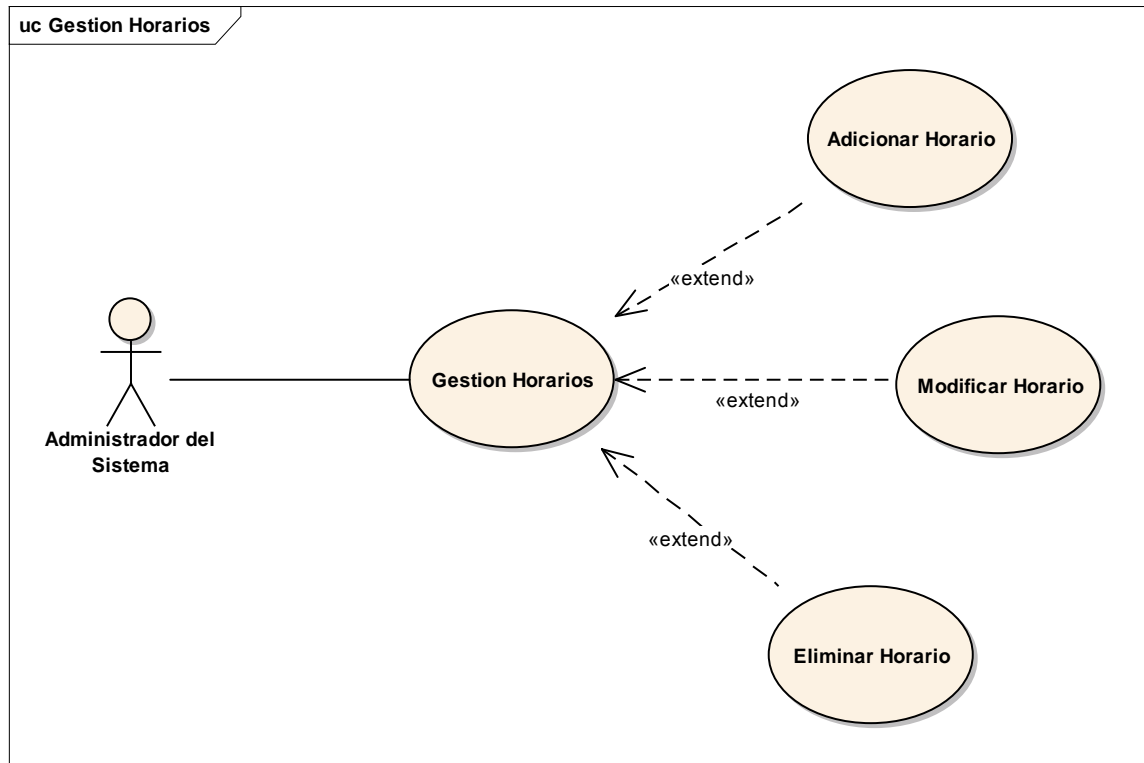 uc Gestion Horarios
Adicionar Horario
«extend»
Gestion Horarios
Modificar Horario
«extend»
Administrador del
Sistema
«extend»
Eliminar Horario